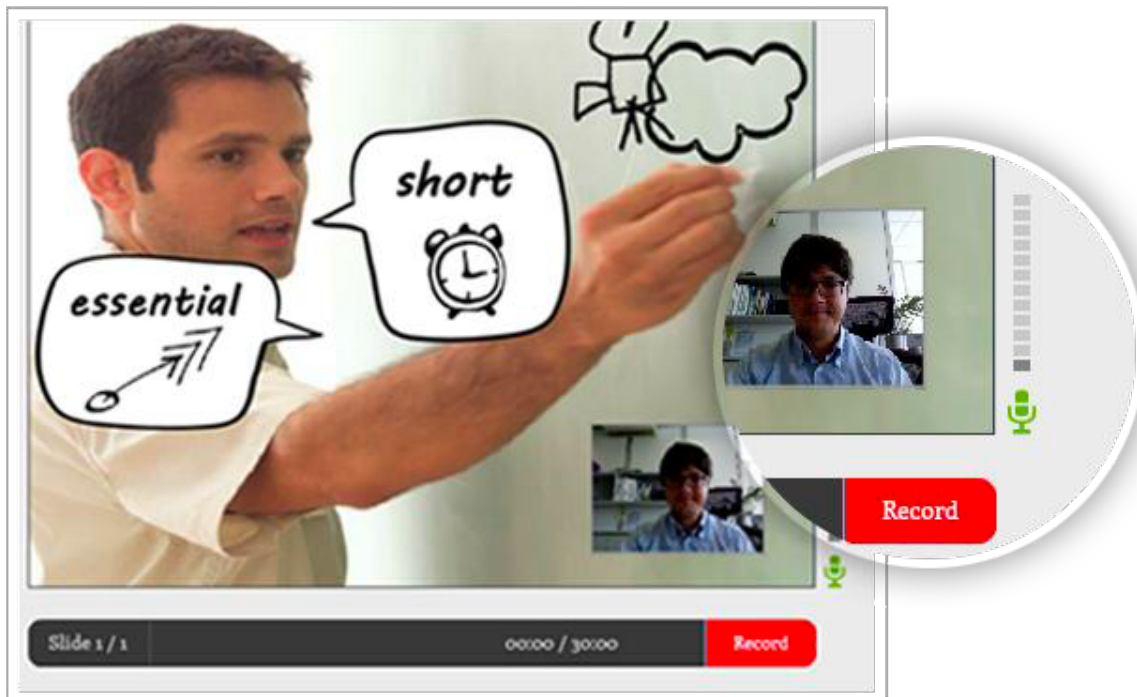 short
essential
Record
Slide 1 / 1
00:00 / 30:00
Record